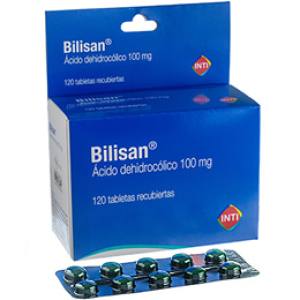 Bilisan®
Ácido dehidrocólico 100 mg
120 tabletas recubiertas
INTI
Bilisan®
Ácido dehidrocólico 100 mg
120 tabletas recubiertas
INTI